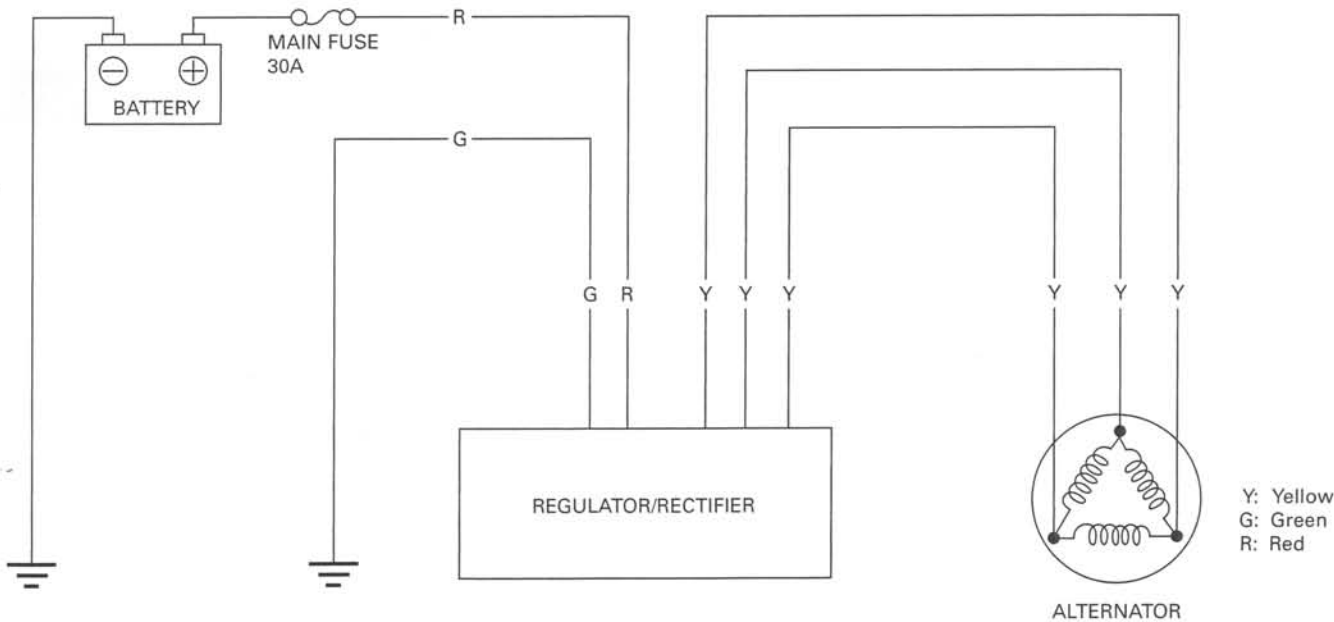 R
MAIN FUSE
30A
BATTERY
G
G R Y Y Y Y Y Y
REGULATOR/RECTIFIER
Y: Yellow
G: Green
R: Red
ALTERNATOR